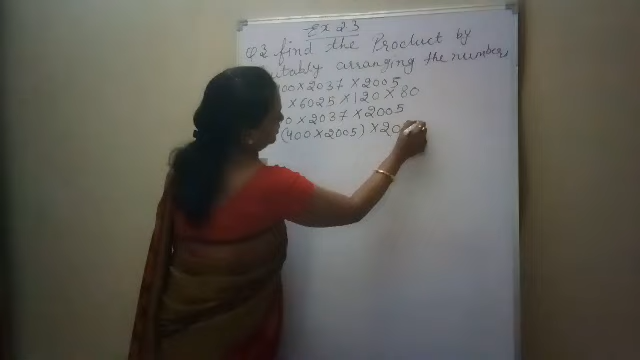 Ex 2.3
Q2 find the Product by
itably arranging the numbers
00 × 2037 × 2005
× 6025 × 120 × 80
0 × 2037 × 2005
(400 × 2005) × 20